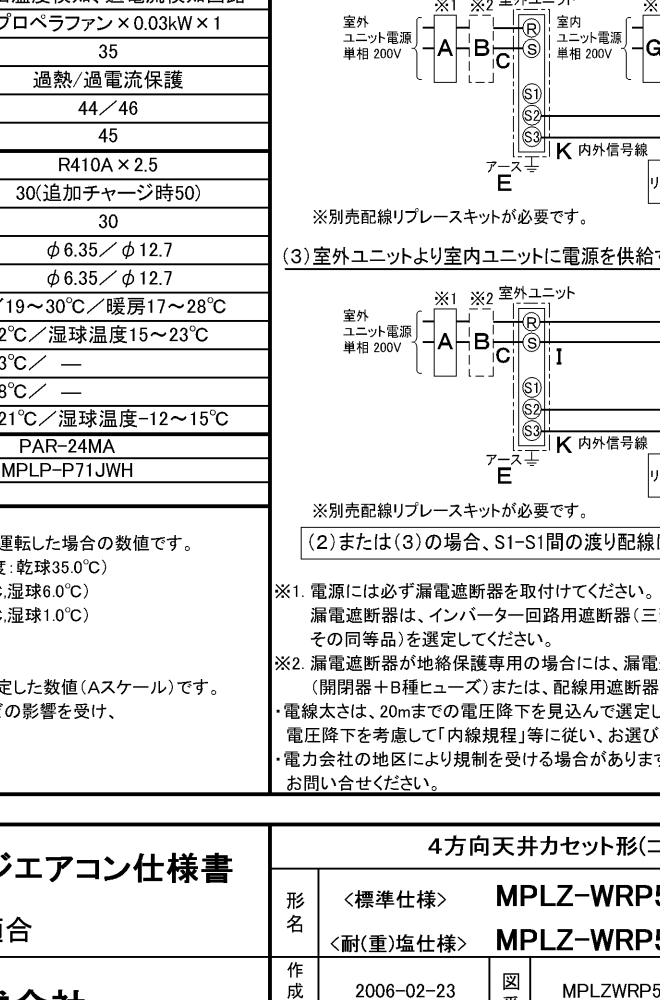 プロペラファン×0.03kW×1
35
過熱/過電流保護
44／46
45
R410A×2.5
30(追加チャージ時50)
30
φ6.35／φ12.7
φ6.35／φ12.7
／19～30℃／暖房17～28℃
2℃／湿球温度15～23℃
3℃／ ―
8℃／ ―
21℃／湿球温度-12～15℃
PAR-24MA
MPLP-P71JWH
運転した場合の数値です。
度:乾球35.0℃)
,湿球6.0℃)
,湿球1.0℃)
定した数値(Aスケール)です。
どの影響を受け、
※1 ※2 室外ユニット
室外
ユニット電源
単相 200V
A B C
R
S
S1
S2
S3
室内
ユニット電源
単相 200V
G
K 内外信号線
アース
E
リ
※別売配線リプレースキットが必要です。
(3)室外ユニットより室内ユニットに電源を供給
※1 ※2 室外ユニット
室外
ユニット電源
単相 200V
A B C
R
S
I
S1
S2
S3
K 内外信号線
アース
E
リ
※別売配線リプレースキットが必要です。
(2)または(3)の場合、S1-S1間の渡り配線
※1. 電源には必ず漏電遮断器を取付けてください。
漏電遮断器は、インバーター回路用遮断器(三
その同等品)を選定してください。
※2. 漏電遮断器が地絡保護専用の場合には、漏電
(開閉器＋B種ヒューズ)または、配線用遮断器
・電線太さは、20mまでの電圧降下を見込んで選定し
電圧降下を考慮して「内線規程」等に従い、お選び
・電力会社の地区により規制を受ける場合があります
お問い合せください。
ジエアコン仕様書
適合
式会社
4方向天井カセット形(コ
形名
<標準仕様> MPLZ-WRP5
<耐(重)塩仕様> MPLZ-WRP5
作成
2006-02-23
図
MPLZWRP5